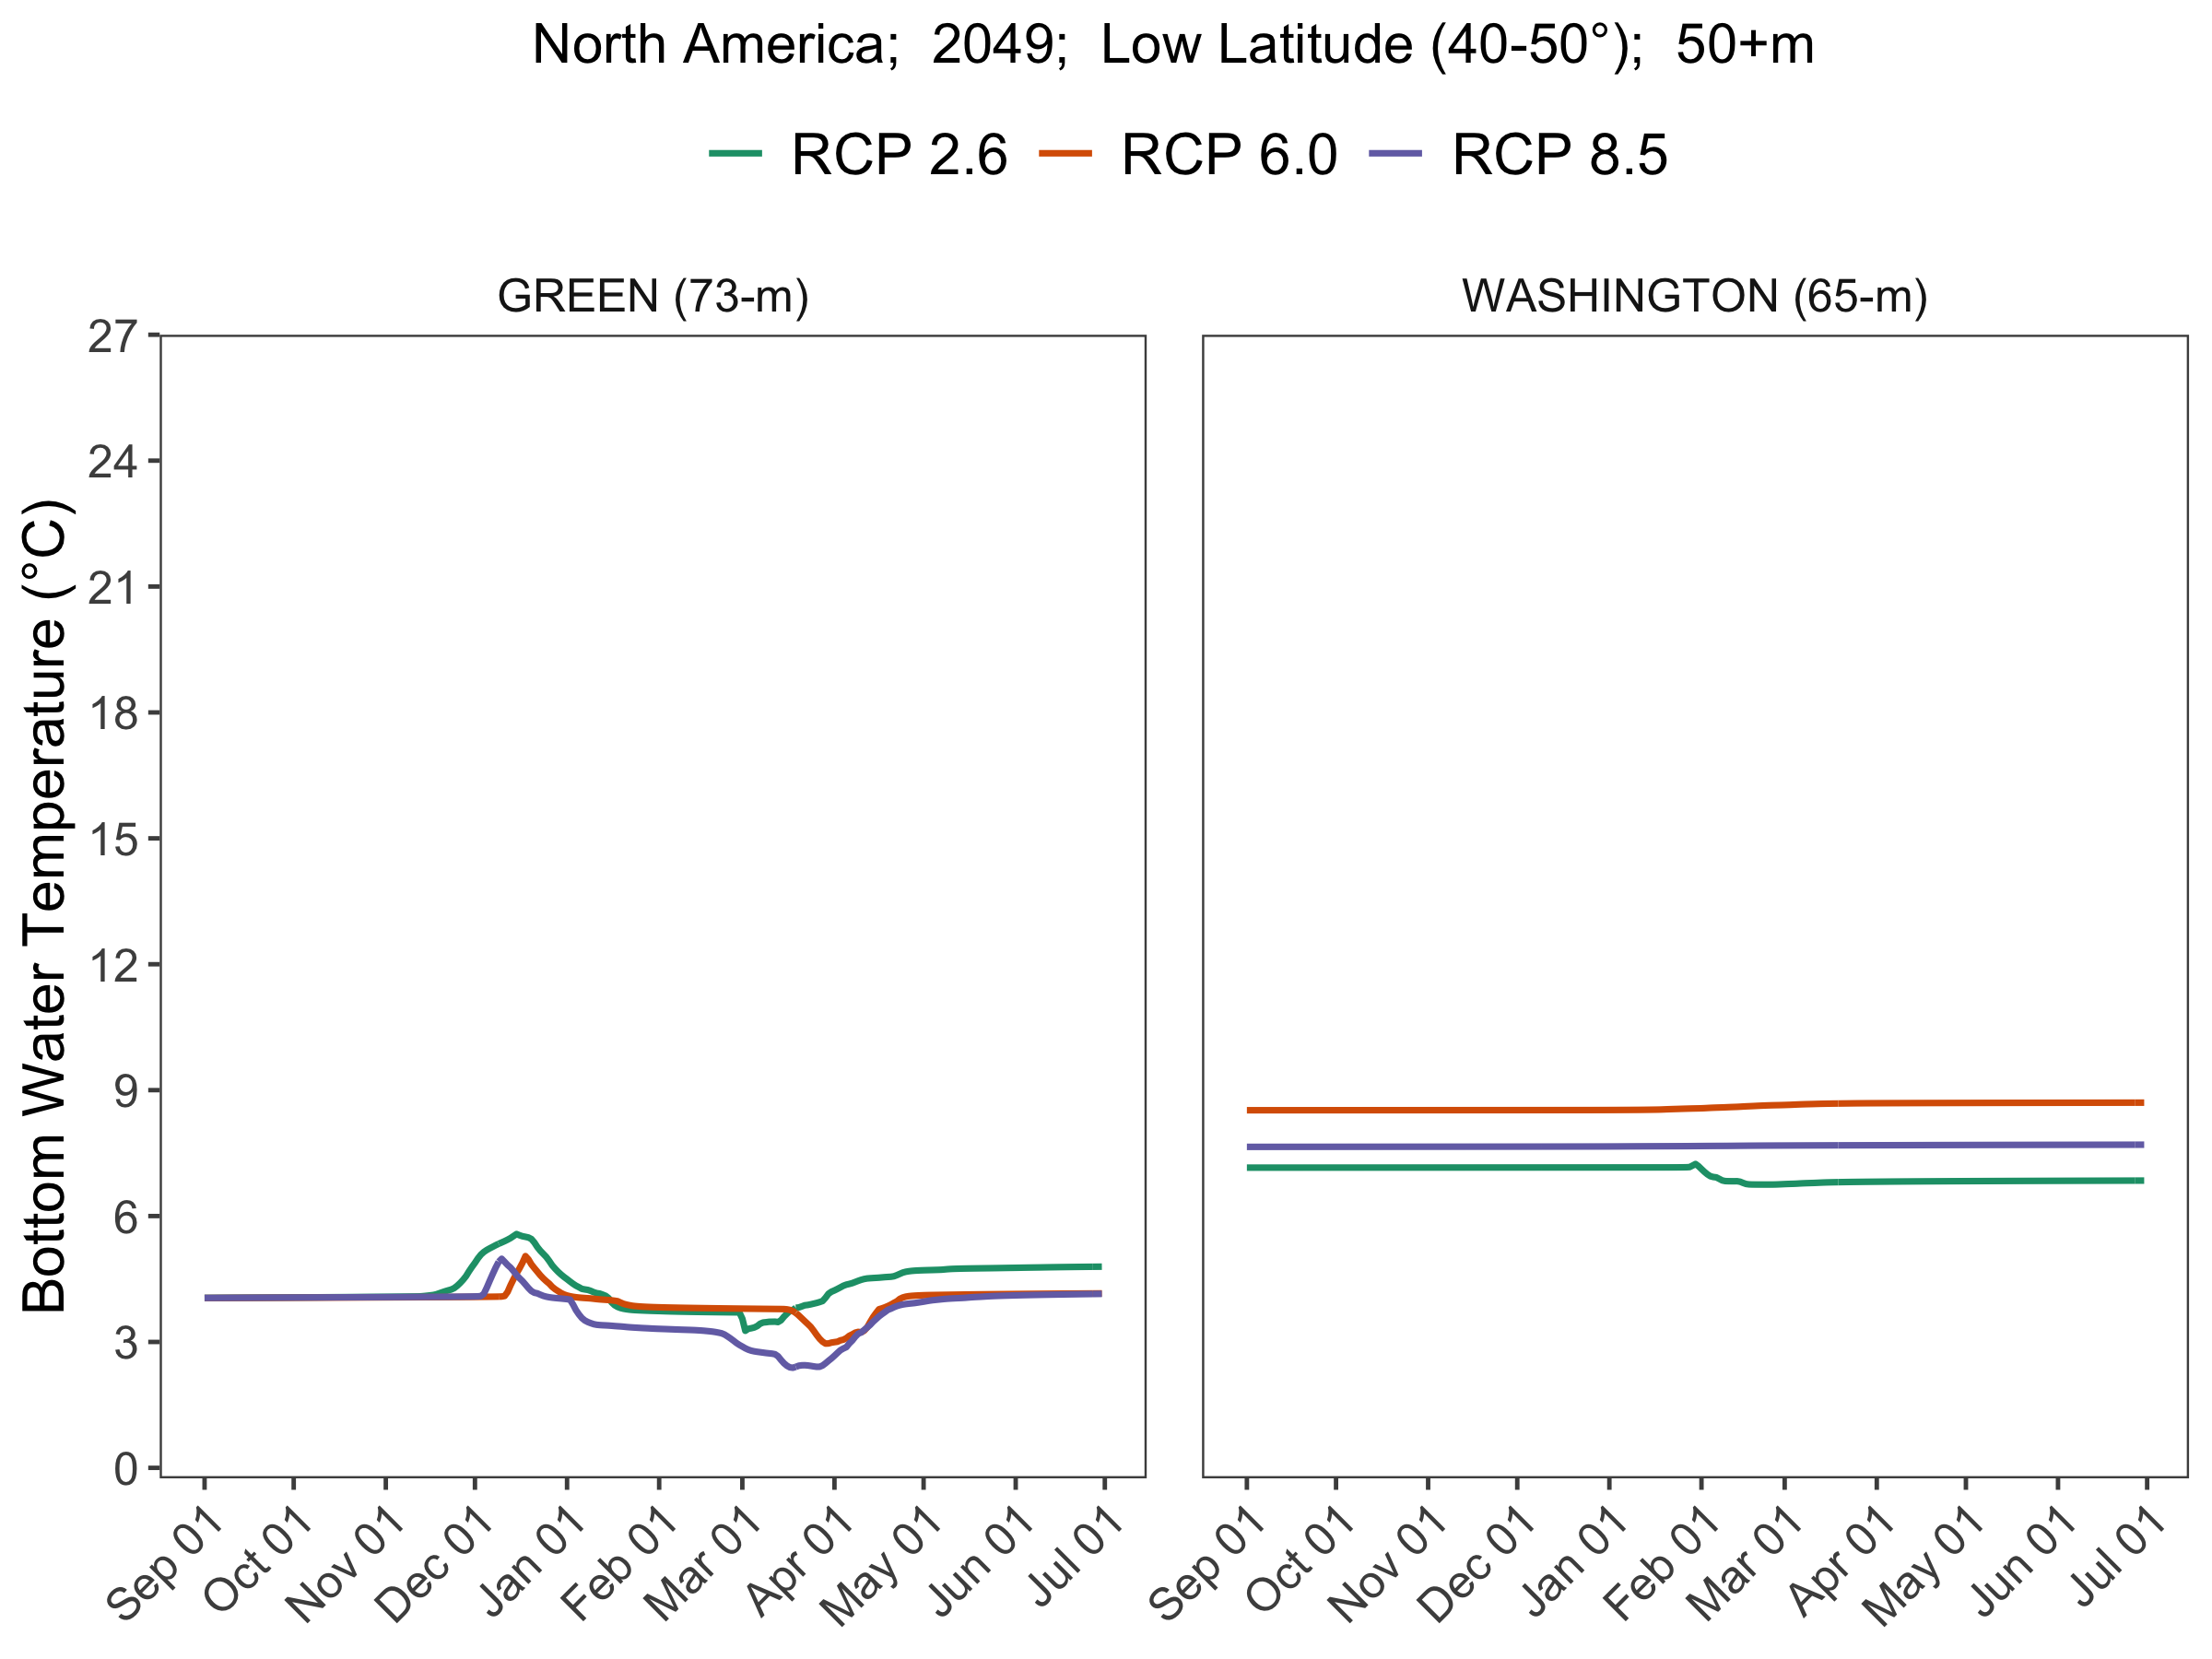 North America;  2049;  Low Latitude (40-50°);  50+m
RCP 2.6 RCP 6.0 RCP 8.5
GREEN (73-m) WASHINGTON (65-m)
Bottom Water Temperature (°C)
27
24
21
18
15
12
9
6
3
0
Sep 01 Oct 01 Nov 01 Dec 01 Jan 01 Feb 01 Mar 01 Apr 01 May 01 Jun 01 Jul 01
Sep 01 Oct 01 Nov 01 Dec 01 Jan 01 Feb 01 Mar 01 Apr 01 May 01 Jun 01 Jul 01